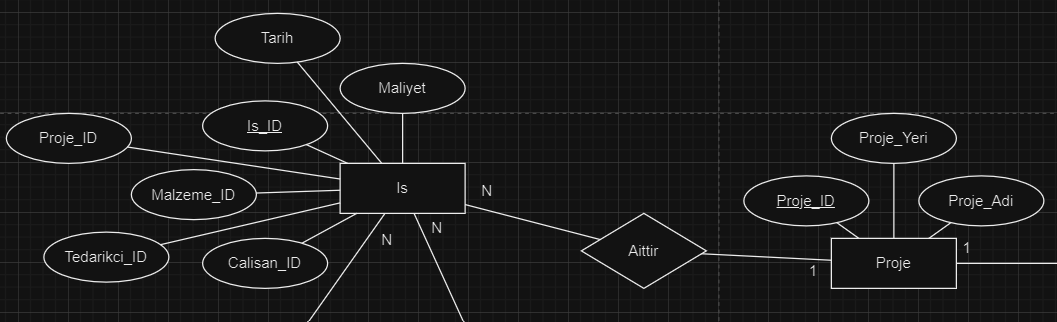 Tarih
Maliyet
Is_ID
Proje_ID
Proje_Yeri
Is
N
Malzeme_ID
Proje_ID
Proje_Adi
N
N
Aittir
1
Tedarikci_ID
Calisan_ID
1
Proje